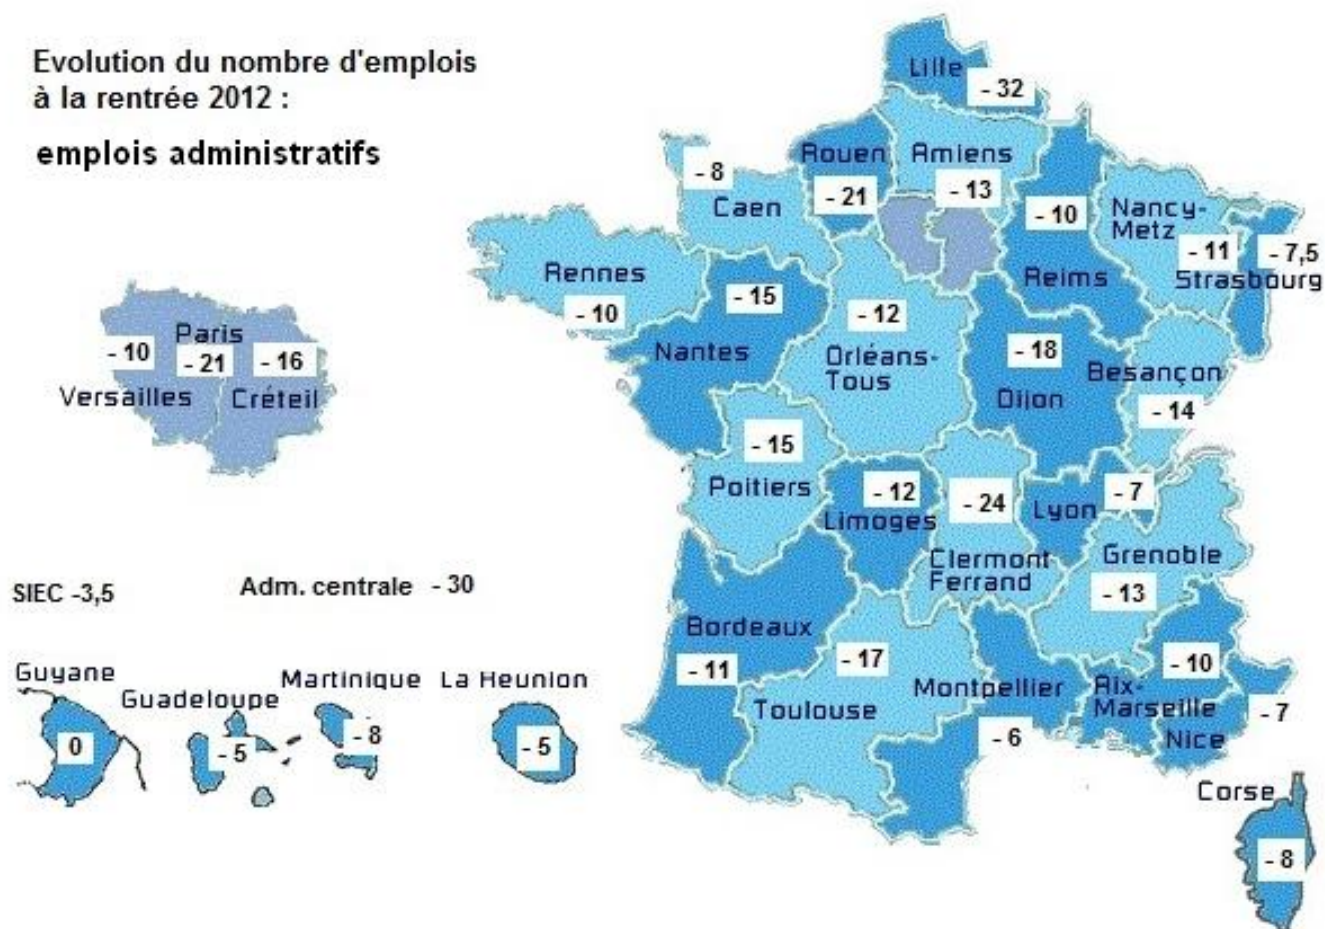 Evolution du nombre d'emplois
à la rentrée 2012 :
emplois administratifs
Lille
- 32
Rouen
- 21
Amiens
- 13
- 8
Caen
- 10
Reims
Nancy-
Metz
- 11
- 7,5
Strasbourg
Rennes
- 10
- 15
Nantes
- 12
Orléans-
Tous
- 18
Dijon
Besançon
- 14
Paris
- 10
- 21
- 16
Versailles
Créteil
- 15
Poitiers
- 12
Limoges
- 24
Clermont
Ferrand
- 7
Lyon
Grenoble
- 13
SIEC -3,5
Adm. centrale - 30
Bordeaux
- 11
- 17
Toulouse
Montpellier
- 6
- 10
Aix-
Marseille
- 7
Nice
Guyane
0
Guadeloupe
- 5
Martinique
- 8
La Reunion
- 5
Corse
- 8